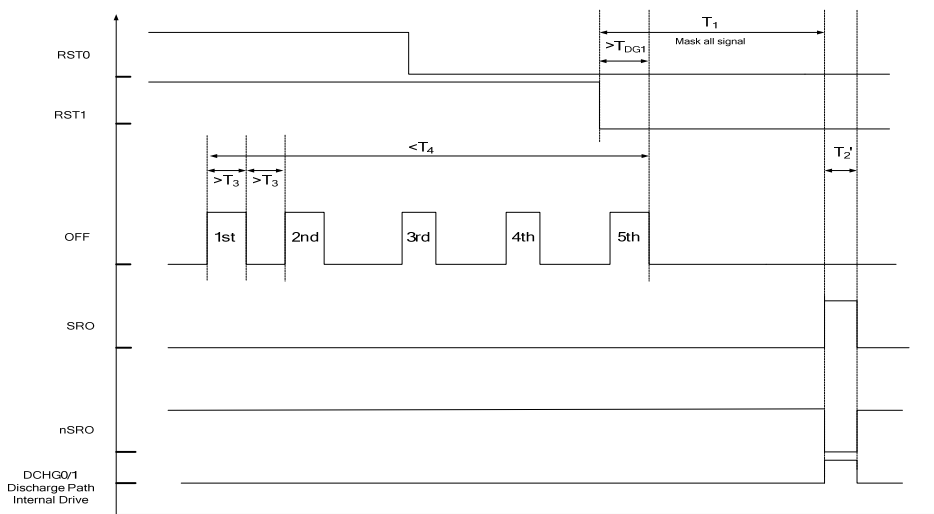 T1
Mask all signal
>TDG1
RST0
RST1
<T4
>T3 >T3
T2'
OFF
1st 2nd 3rd 4th 5th
SRO
nSRO
DCHG0/1
Discharge Path
Internal Drive